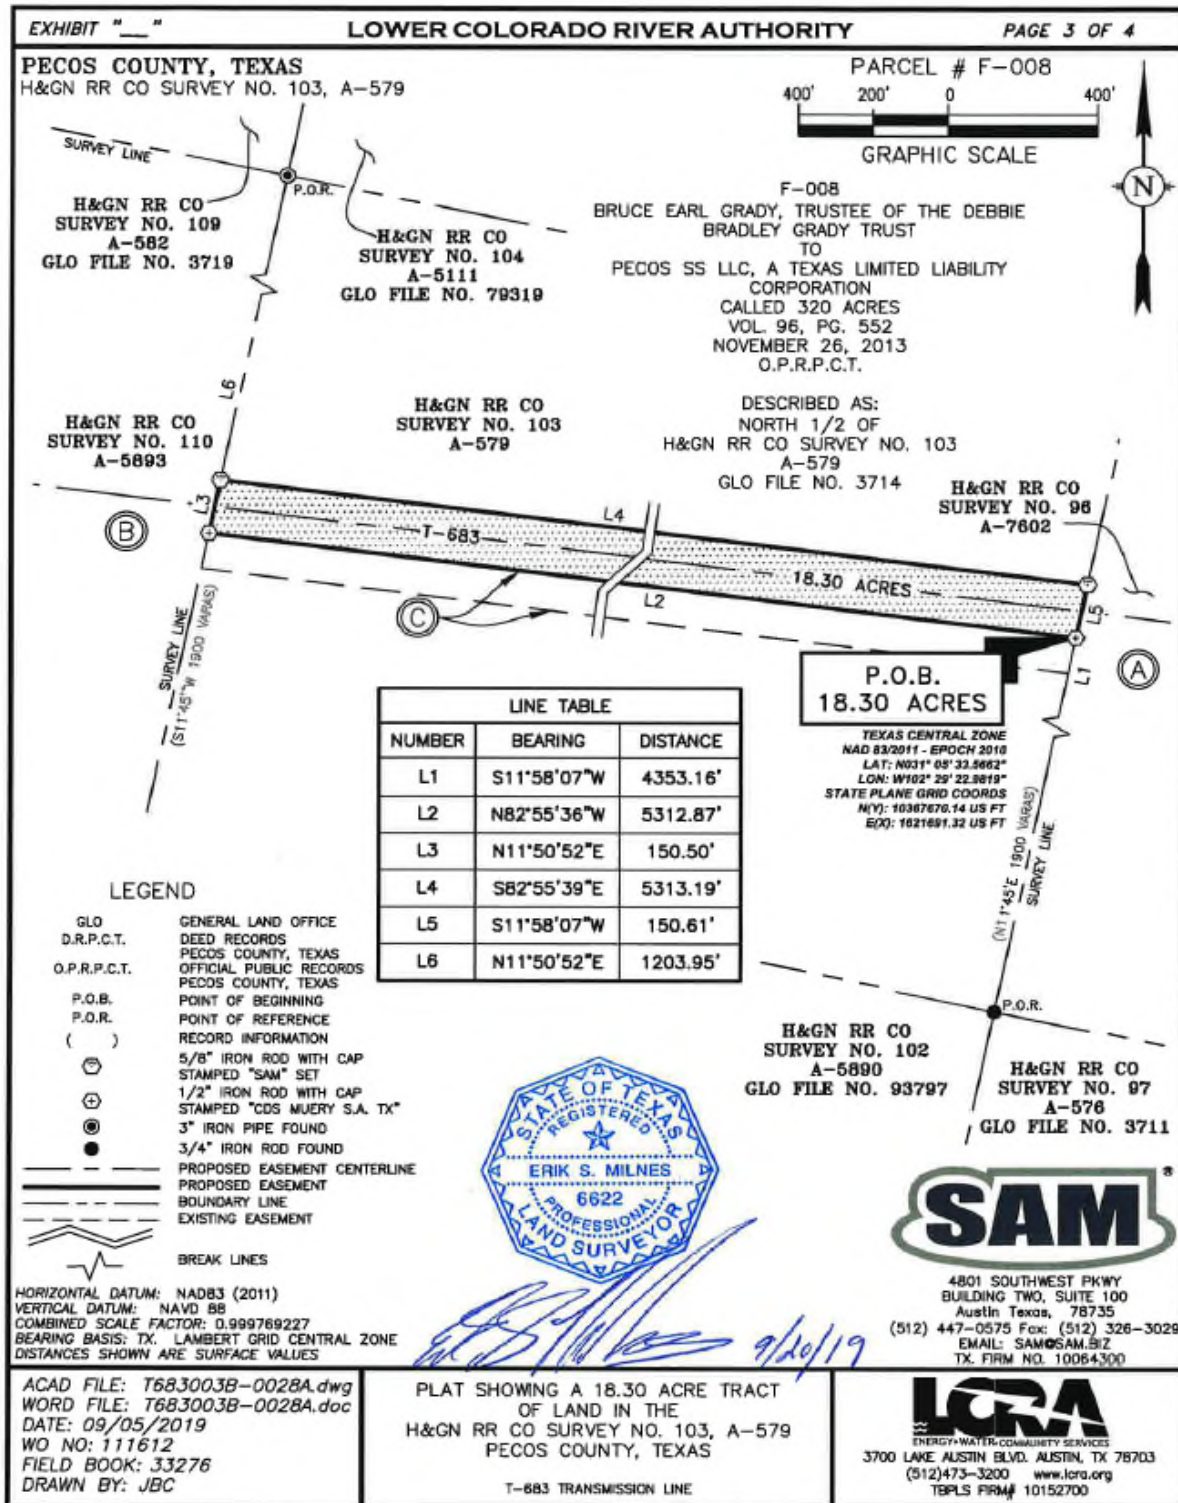 EXHIBIT "__"
LOWER COLORADO RIVER AUTHORITY
PAGE 3 OF 4
PECOS COUNTY, TEXAS
H&GN RR CO SURVEY NO. 103, A-579
PARCEL # F-008
400' 200' 0 400'
GRAPHIC SCALE
N
SURVEY LINE
P.O.R.
H&GN RR CO
SURVEY NO. 109
A-582
GLO FILE NO. 3719
H&GN RR CO
SURVEY NO. 104
A-5111
GLO FILE NO. 79319
F-008
BRUCE EARL GRADY, TRUSTEE OF THE DEBBIE
BRADLEY GRADY TRUST
TO
PECOS SS LLC, A TEXAS LIMITED LIABILITY
CORPORATION
CALLED 320 ACRES
VOL. 96, PG. 552
NOVEMBER 26, 2013
O.P.R.P.C.T.
DESCRIBED AS:
NORTH 1/2 OF
H&GN RR CO SURVEY NO. 103
A-579
GLO FILE NO. 3714
L6
H&GN RR CO
SURVEY NO. 110
A-5893
H&GN RR CO
SURVEY NO. 103
A-579
H&GN RR CO
SURVEY NO. 96
A-7602
B
L3
T-683
L4
18.30 ACRES
L5
C
L2
L1
A
SURVEY LINE
(S11°45'"W 1900 VARAS)
P.O.B.
18.30 ACRES
TEXAS CENTRAL ZONE
NAD 83/2011 - EPOCH 2010
LAT: N031° 05' 33.5662"
LON: W102° 29' 22.9819"
STATE PLANE GRID COORDS
N(Y): 10367670.14 US FT
E(X): 1621691.32 US FT
(N11°45'E 1900 VARAS)
SURVEY LINE
LINE TABLE
NUMBER BEARING DISTANCE
L1 S11°58'07"W 4353.16'
L2 N82°55'36"W 5312.87'
L3 N11°50'52"E 150.50'
L4 S82°55'39"E 5313.19'
L5 S11°58'07"W 150.61'
L6 N11°50'52"E 1203.95'
P.O.R.
H&GN RR CO
SURVEY NO. 102
A-5890
GLO FILE NO. 93797
H&GN RR CO
SURVEY NO. 97
A-576
GLO FILE NO. 3711
LEGEND
GLO GENERAL LAND OFFICE
D.R.P.C.T. DEED RECORDS
PECOS COUNTY, TEXAS
O.P.R.P.C.T. OFFICIAL PUBLIC RECORDS
PECOS COUNTY, TEXAS
P.O.B. POINT OF BEGINNING
P.O.R. POINT OF REFERENCE
( ) RECORD INFORMATION
5/8" IRON ROD WITH CAP
STAMPED "SAM" SET
1/2" IRON ROD WITH CAP
STAMPED "CDS MUERY S.A. TX"
3" IRON PIPE FOUND
3/4" IRON ROD FOUND
PROPOSED EASEMENT CENTERLINE
PROPOSED EASEMENT
BOUNDARY LINE
EXISTING EASEMENT
BREAK LINES
HORIZONTAL DATUM: NAD83 (2011)
VERTICAL DATUM: NAVD 88
COMBINED SCALE FACTOR: 0.999769227
BEARING BASIS: TX. LAMBERT GRID CENTRAL ZONE
DISTANCES SHOWN ARE SURFACE VALUES
STATE OF TEXAS
REGISTERED
ERIK S. MILNES
6622
PROFESSIONAL
LAND SURVEYOR
9/20/19
SAM®
4801 SOUTHWEST PKWY
BUILDING TWO, SUITE 100
Austin Texas, 78735
(512) 447-0575 Fax: (512) 326-3029
EMAIL: SAM@SAM.BIZ
TX. FIRM NO. 10064300
ACAD FILE: T683003B-0028A.dwg
WORD FILE: T683003B-0028A.doc
DATE: 09/05/2019
WO NO: 111612
FIELD BOOK: 33276
DRAWN BY: JBC
PLAT SHOWING A 18.30 ACRE TRACT
OF LAND IN THE
H&GN RR CO SURVEY NO. 103, A-579
PECOS COUNTY, TEXAS
T-683 TRANSMISSION LINE
LCRA
ENERGY•WATER•COMMUNITY SERVICES
3700 LAKE AUSTIN BLVD. AUSTIN, TX 78703
(512)473-3200 www.lcra.org
TBPLS FIRM# 10152700